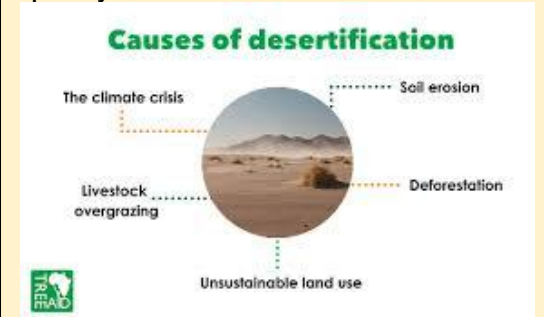 Causes of desertification
The climate crisis
Soil erosion
Livestock
overgrazing
Deforestation
Unsustainable land use
TREE
AID